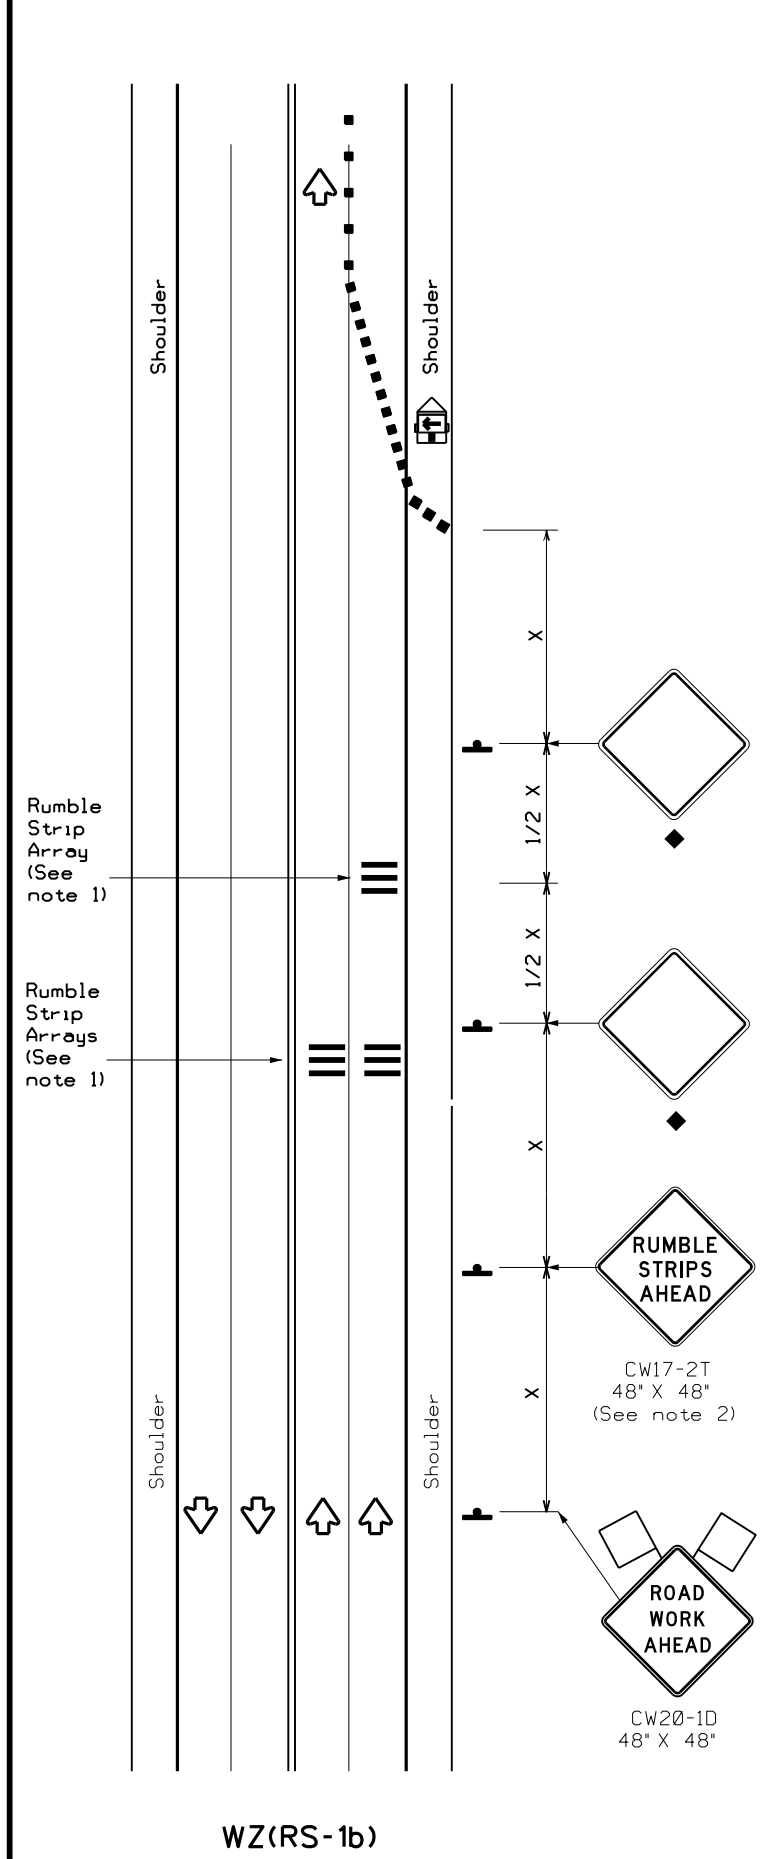 Shoulder
Shoulder
X
1/2 X
Rumble
Strip
Array
(See
note 1)
1/2 X
Rumble
Strip
Arrays
(See
note 1)
X
RUMBLE
STRIPS
AHEAD
CW17-2T
48" X 48"
(See note 2)
X
Shoulder
Shoulder
ROAD
WORK
AHEAD
CW20-1D
48" X 48"
WZ(RS-1b)